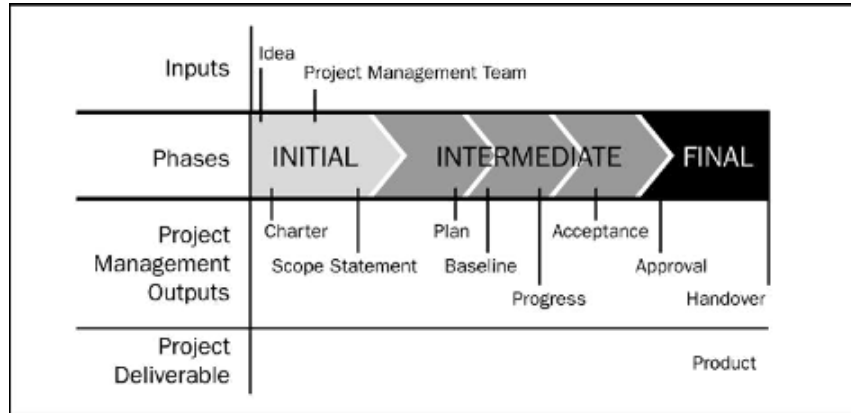 Idea
Inputs
Project Management Team
Phases
INITIAL
INTERMEDIATE
FINAL
Charter
Plan
Acceptance
Project
Management
Outputs
Scope Statement
Baseline
Approval
Progress
Handover
Project
Deliverable
Product